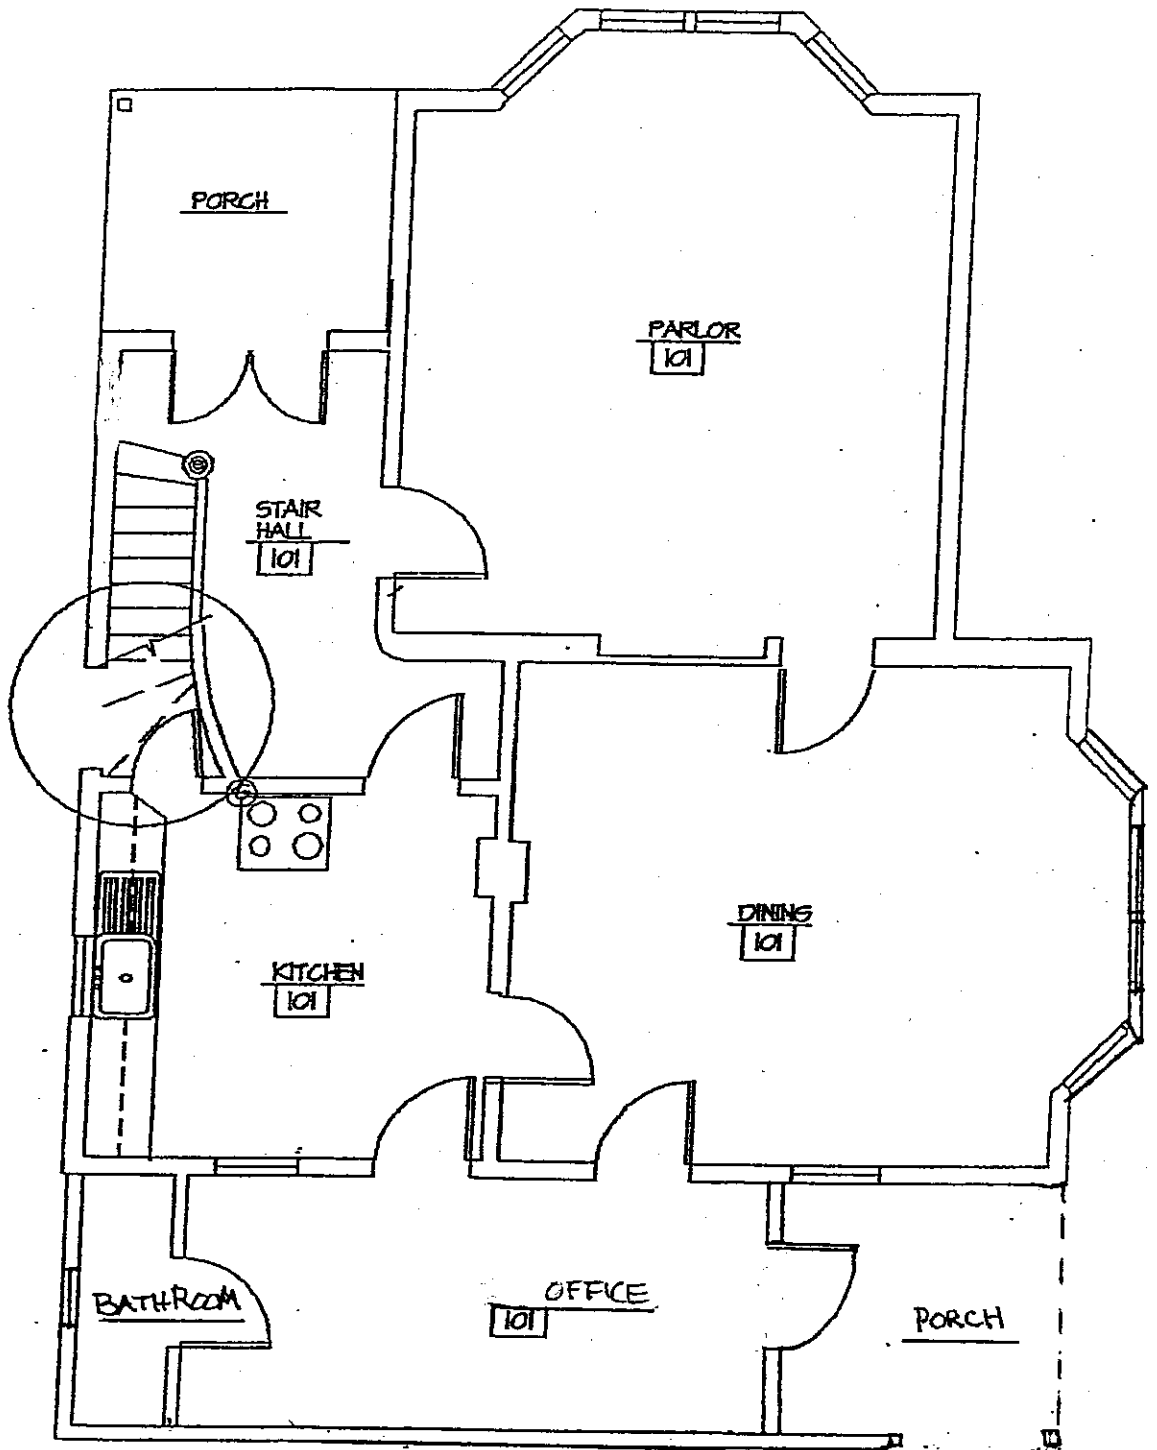 PORCH
PARLOR
101
STAIR
HALL
101
DINING
101
KITCHEN
101
BATHROOM
OFFICE
101
PORCH